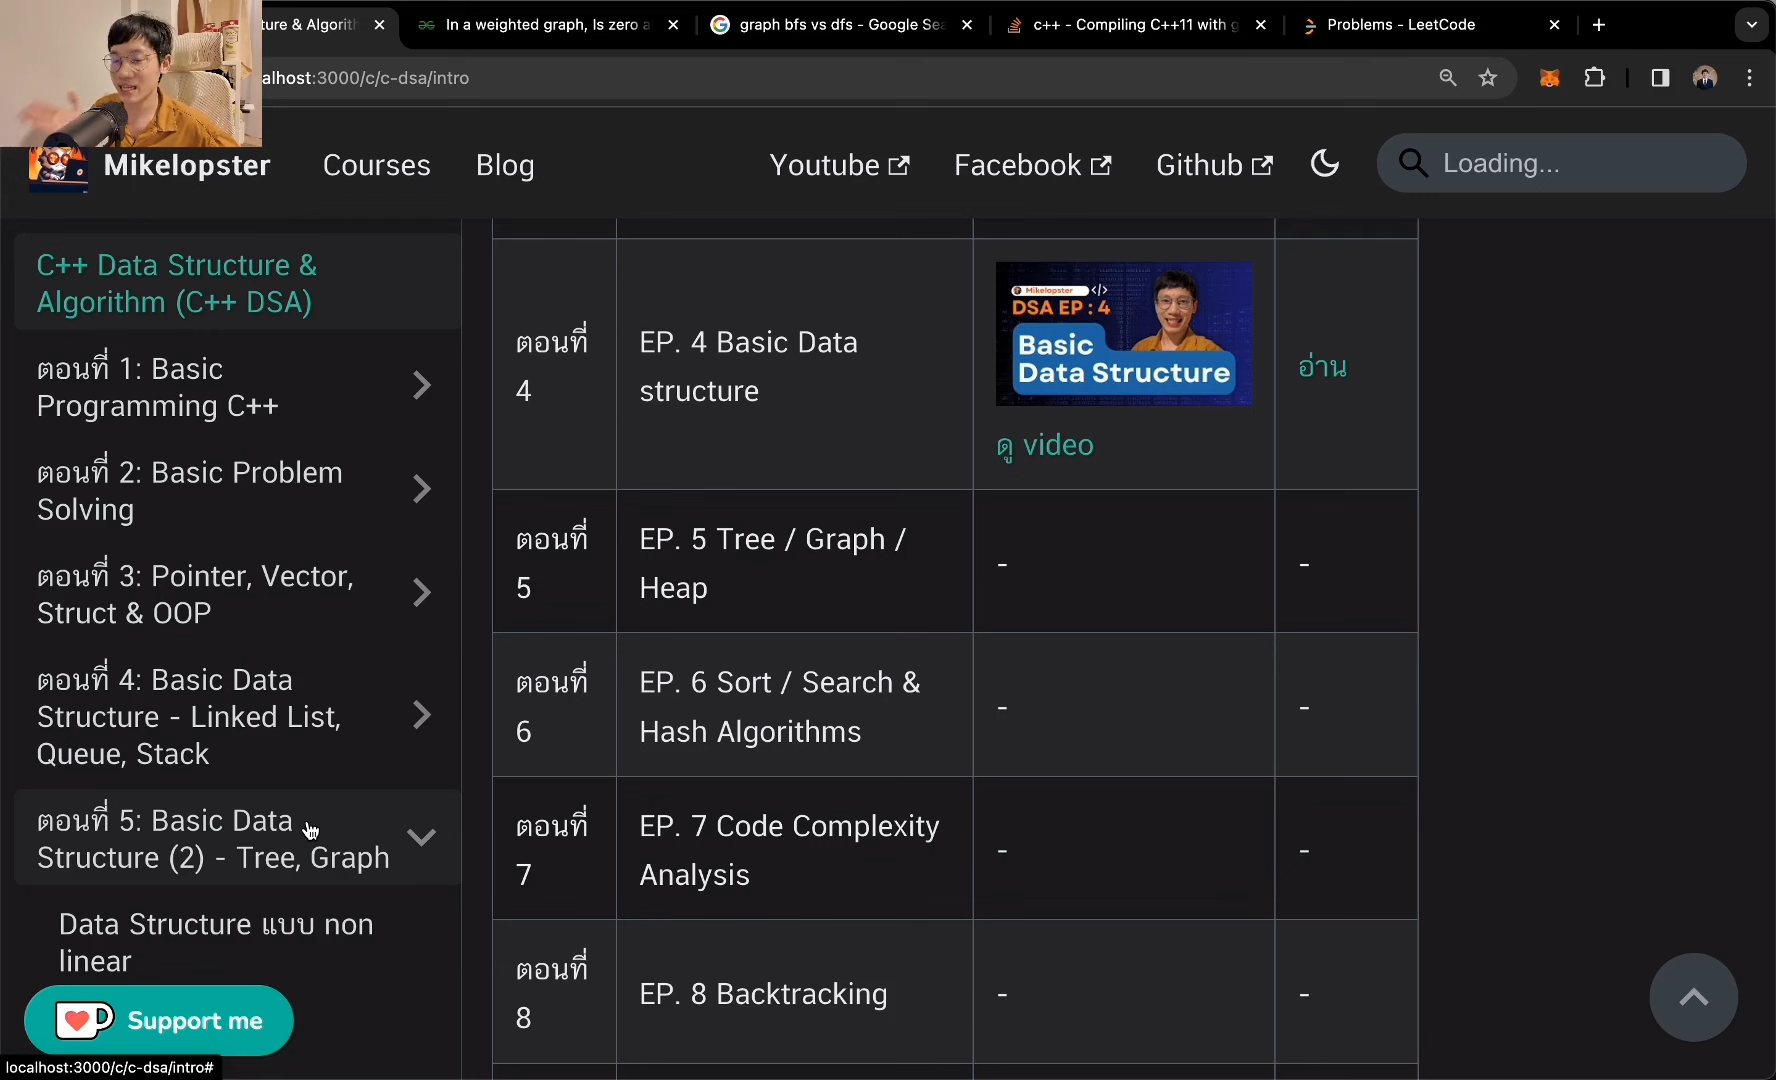 ture & Algorith
In a weighted graph, Is zero a
graph bfs vs dfs - Google Sea
c++ - Compiling C++11 with g
Problems - LeetCode
alhost:3000/c/c-dsa/intro
Mikelopster
Courses
Blog
Youtube
Facebook
Github
Loading...
C++ Data Structure &
Algorithm (C++ DSA)
ตอนที่ 1: Basic
Programming C++
ตอนที่ 2: Basic Problem
Solving
ตอนที่ 3: Pointer, Vector,
Struct & OOP
ตอนที่ 4: Basic Data
Structure - Linked List,
Queue, Stack
ตอนที่ 5: Basic Data
Structure (2) - Tree, Graph
Data Structure แบบ non
linear
Support me
localhost:3000/c/c-dsa/intro#
ตอนที่
4
EP. 4 Basic Data
structure
Mikelopster </>
DSA EP : 4
Basic
Data Structure
ดู video
อ่าน
ตอนที่
5
EP. 5 Tree / Graph /
Heap
-
-
ตอนที่
6
EP. 6 Sort / Search &
Hash Algorithms
-
-
ตอนที่
7
EP. 7 Code Complexity
Analysis
-
-
ตอนที่
8
EP. 8 Backtracking
-
-